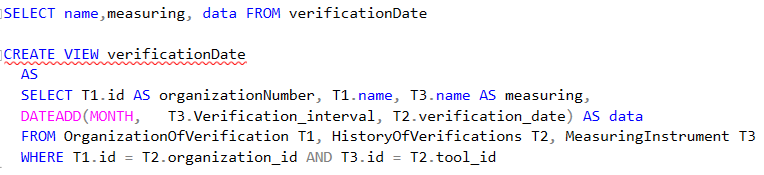 SELECT name,measuring, data FROM verificationDate
CREATE VIEW verificationDate
AS
SELECT T1.id AS organizationNumber, T1.name, T3.name AS measuring,
DATEADD(MONTH,   T3.Verification_interval, T2.verification_date) AS data
FROM OrganizationOfVerification T1, HistoryOfVerifications T2, MeasuringInstrument T3
WHERE T1.id = T2.organization_id AND T3.id = T2.tool_id